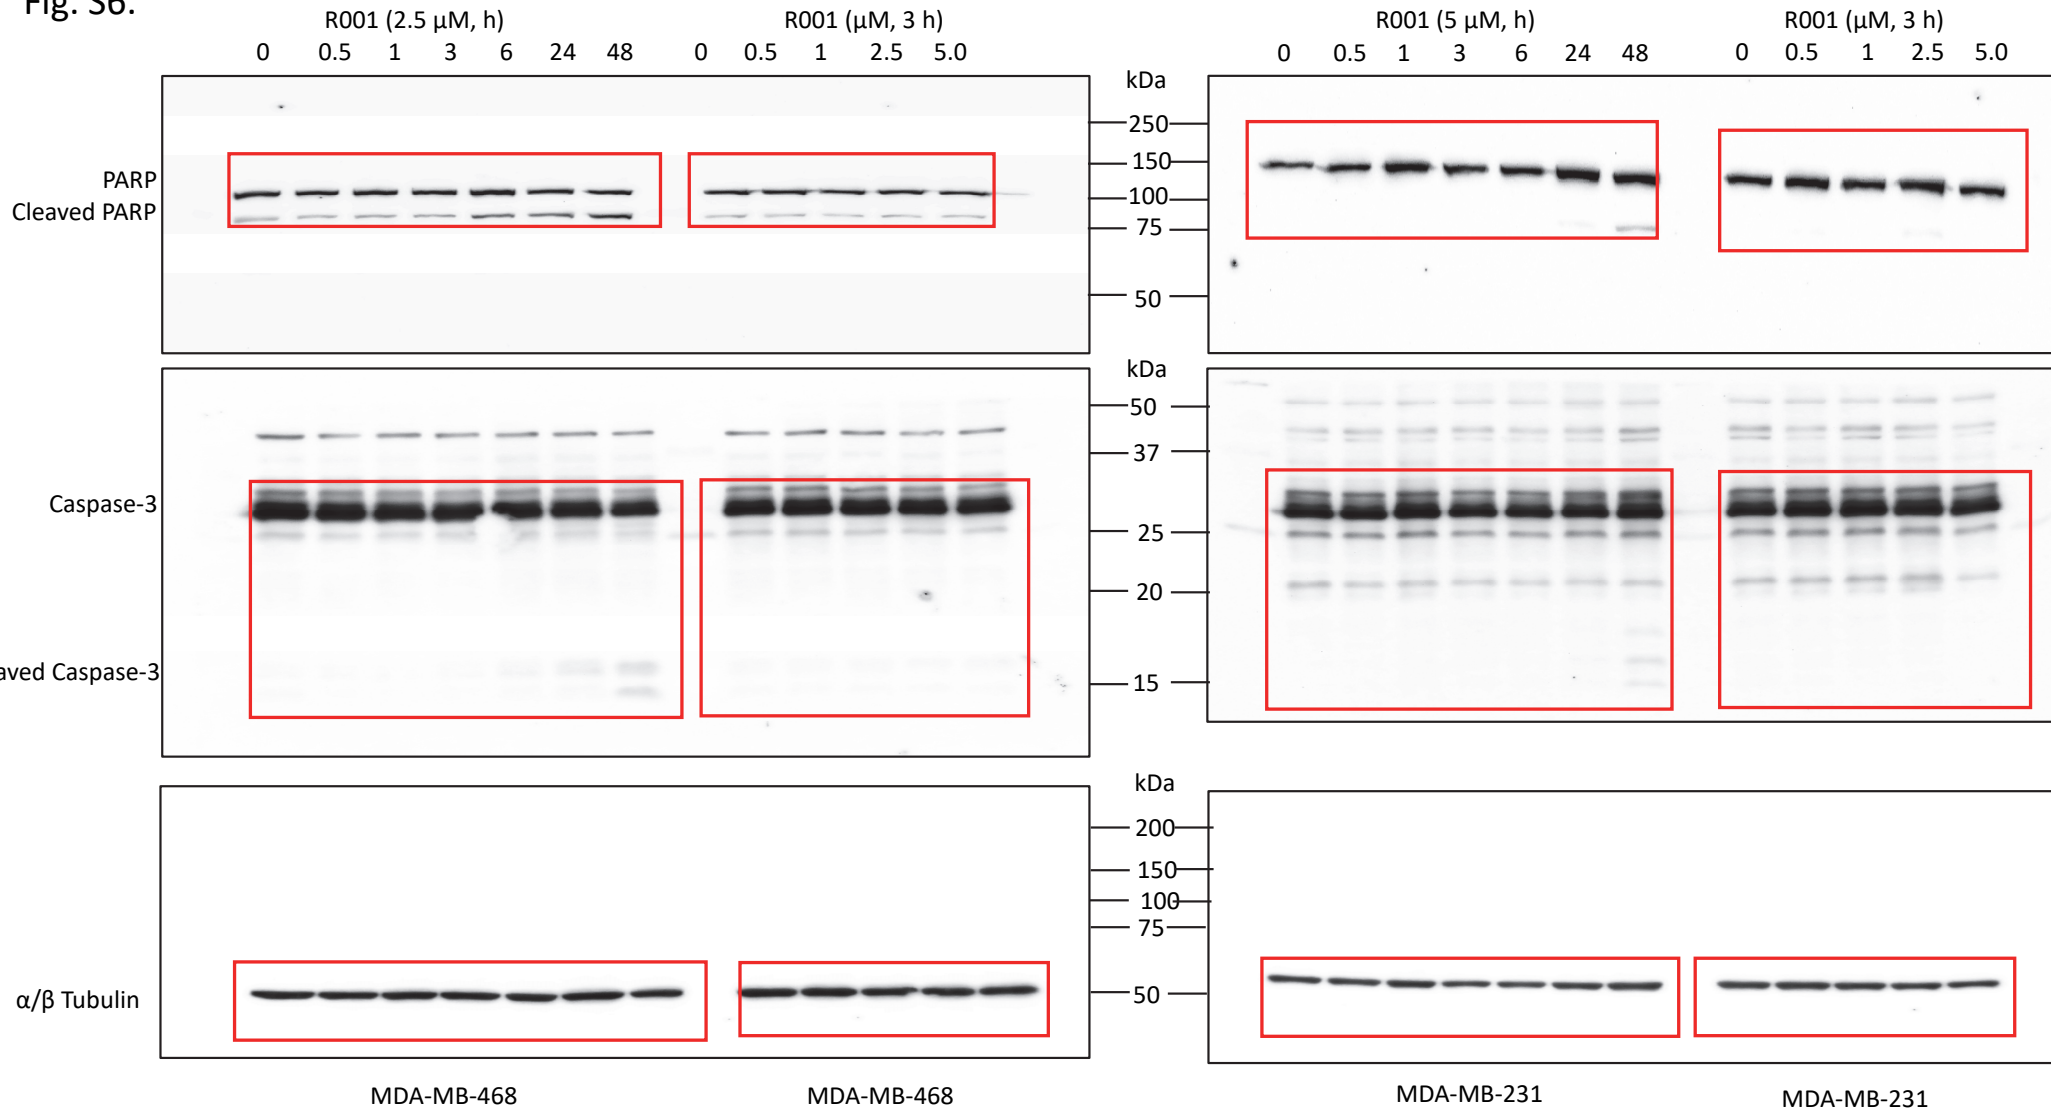 Fig. S6.
R001 (2.5 µM, h)
R001 (µM, 3 h)
R001 (5 µM, h)
R001 (µM, 3 h)
0 0.5 1 3 6 24 48
0 0.5 1 2.5 5.0
0 0.5 1 3 6 24 48
0 0.5 1 2.5 5.0
kDa
250
150
PARP
100
Cleaved PARP
75
50
kDa
50
37
Caspase-3
25
20
aved Caspase-3
15
kDa
200
150
100
75
α/β Tubulin
50
MDA-MB-468
MDA-MB-468
MDA-MB-231
MDA-MB-231